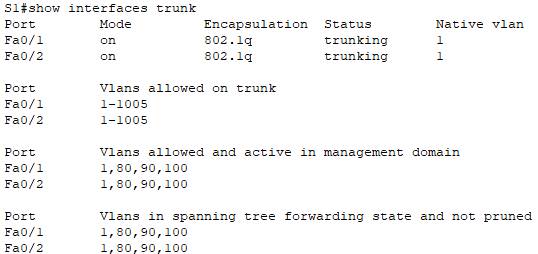 S1#show interfaces trunk
Port        Mode         Encapsulation  Status        Native vlan
Fa0/1       on           802.1q         trunking      1
Fa0/2       on           802.1q         trunking      1
Port        Vlans allowed on trunk
Fa0/1       1-1005
Fa0/2       1-1005
Port        Vlans allowed and active in management domain
Fa0/1       1,80,90,100
Fa0/2       1,80,90,100
Port        Vlans in spanning tree forwarding state and not pruned
Fa0/1       1,80,90,100
Fa0/2       1,80,90,100